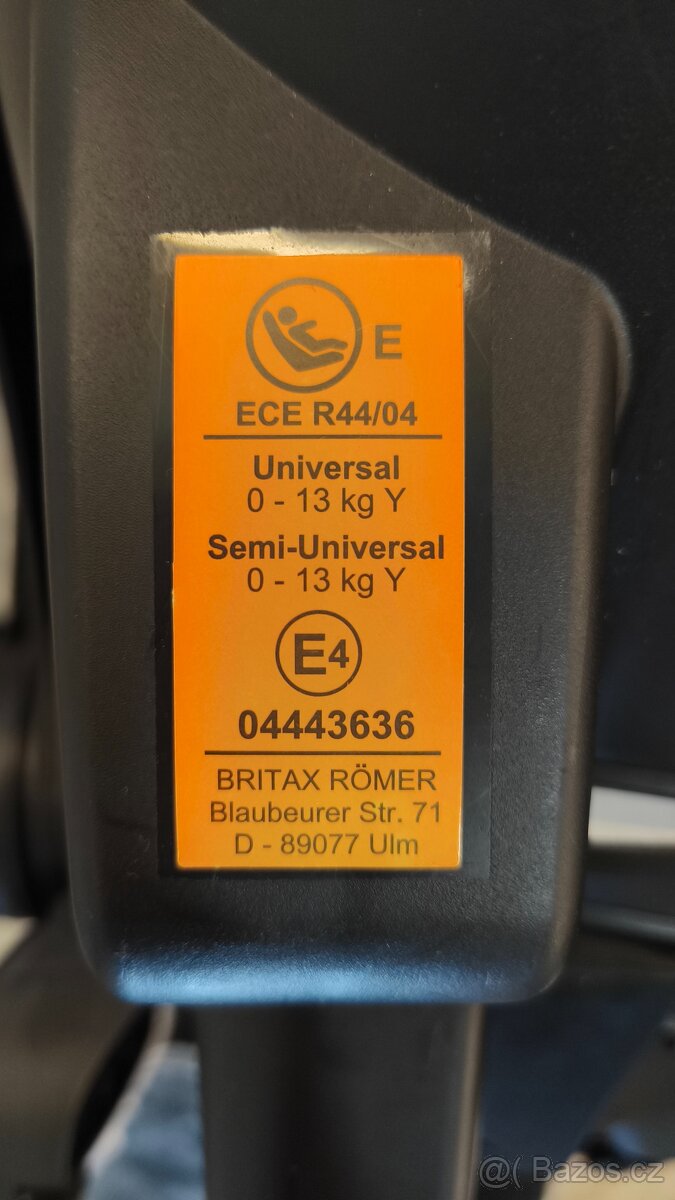 E
ECE R44/04
Universal
0 - 13 kg Y
Semi-Universal
0 - 13 kg Y
E4
04443636
BRITAX RÖMER
Blaubeurer Str. 71
D - 89077 Ulm
@( Bazos.cz